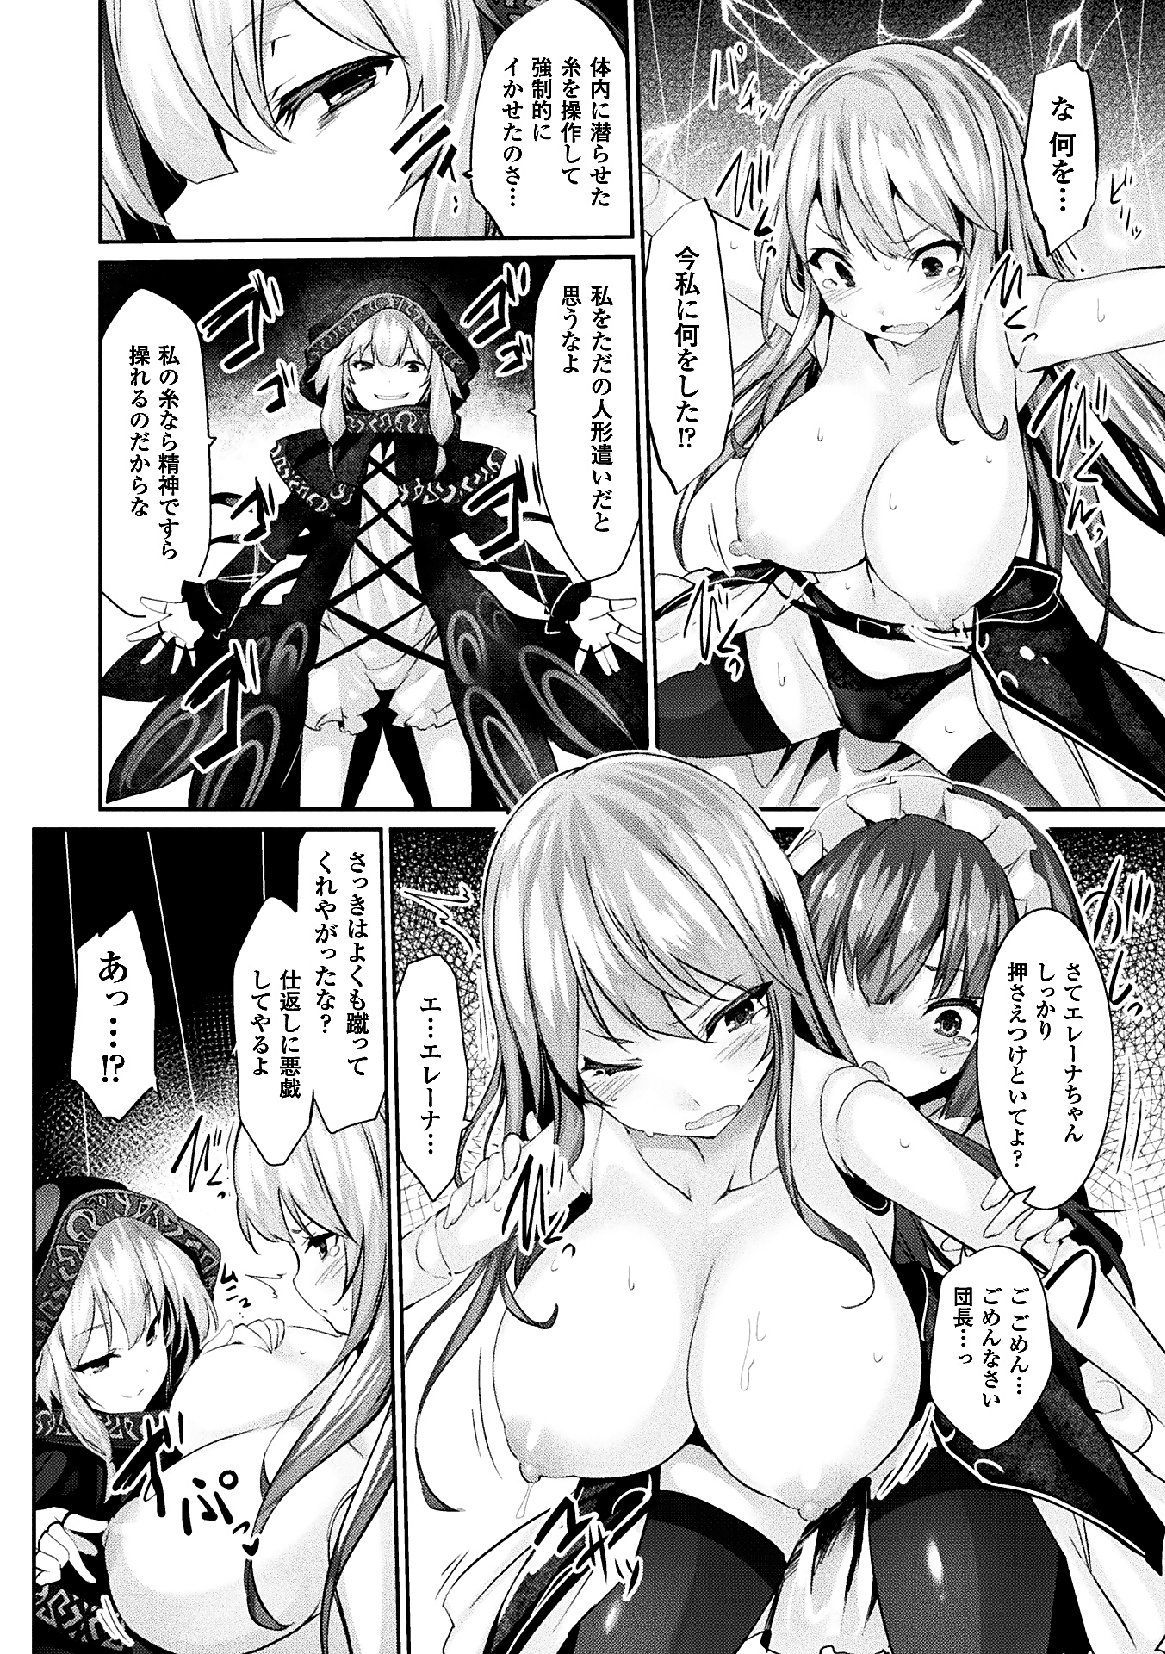 な 何を…
今私に何をした!?
体内に潜らせた
糸を操作して
強制的に
イかせたのさ…
私をただの人形遣いだと
思うなよ
私の糸なら精神ですら
操れるのだからな
ゴゴゴ
ゴゴゴ
さてエレーナちゃん
しっかり
押さえつけといてよ?
ご ごめん…
ごめんなさい
団長…っ
エ…エレーナ…
さっきはよくも蹴って
くれやがったな?
仕返しに悪戯
してやるよ
あっ…!?